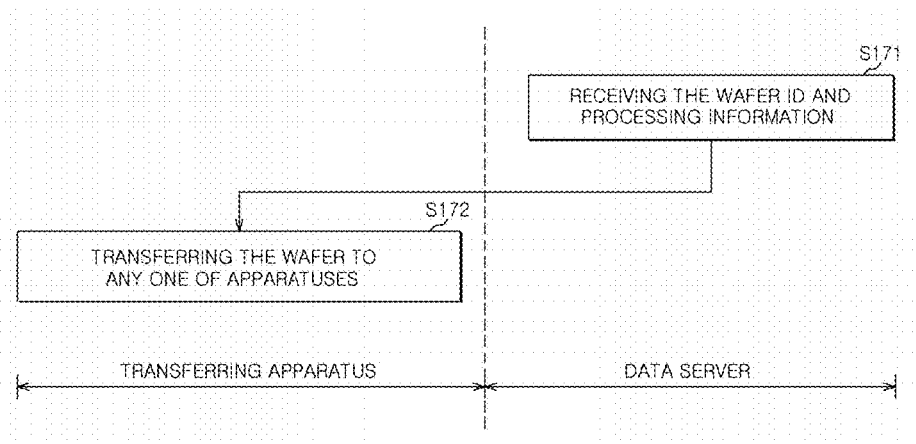 S171
RECEIVING THE WAFER ID AND
PROCESSING INFORMATION
S172
TRANSFERRING THE WAFER TO
ANY ONE OF APPARATUSES
TRANSFERRING APPARATUS
DATA SERVER